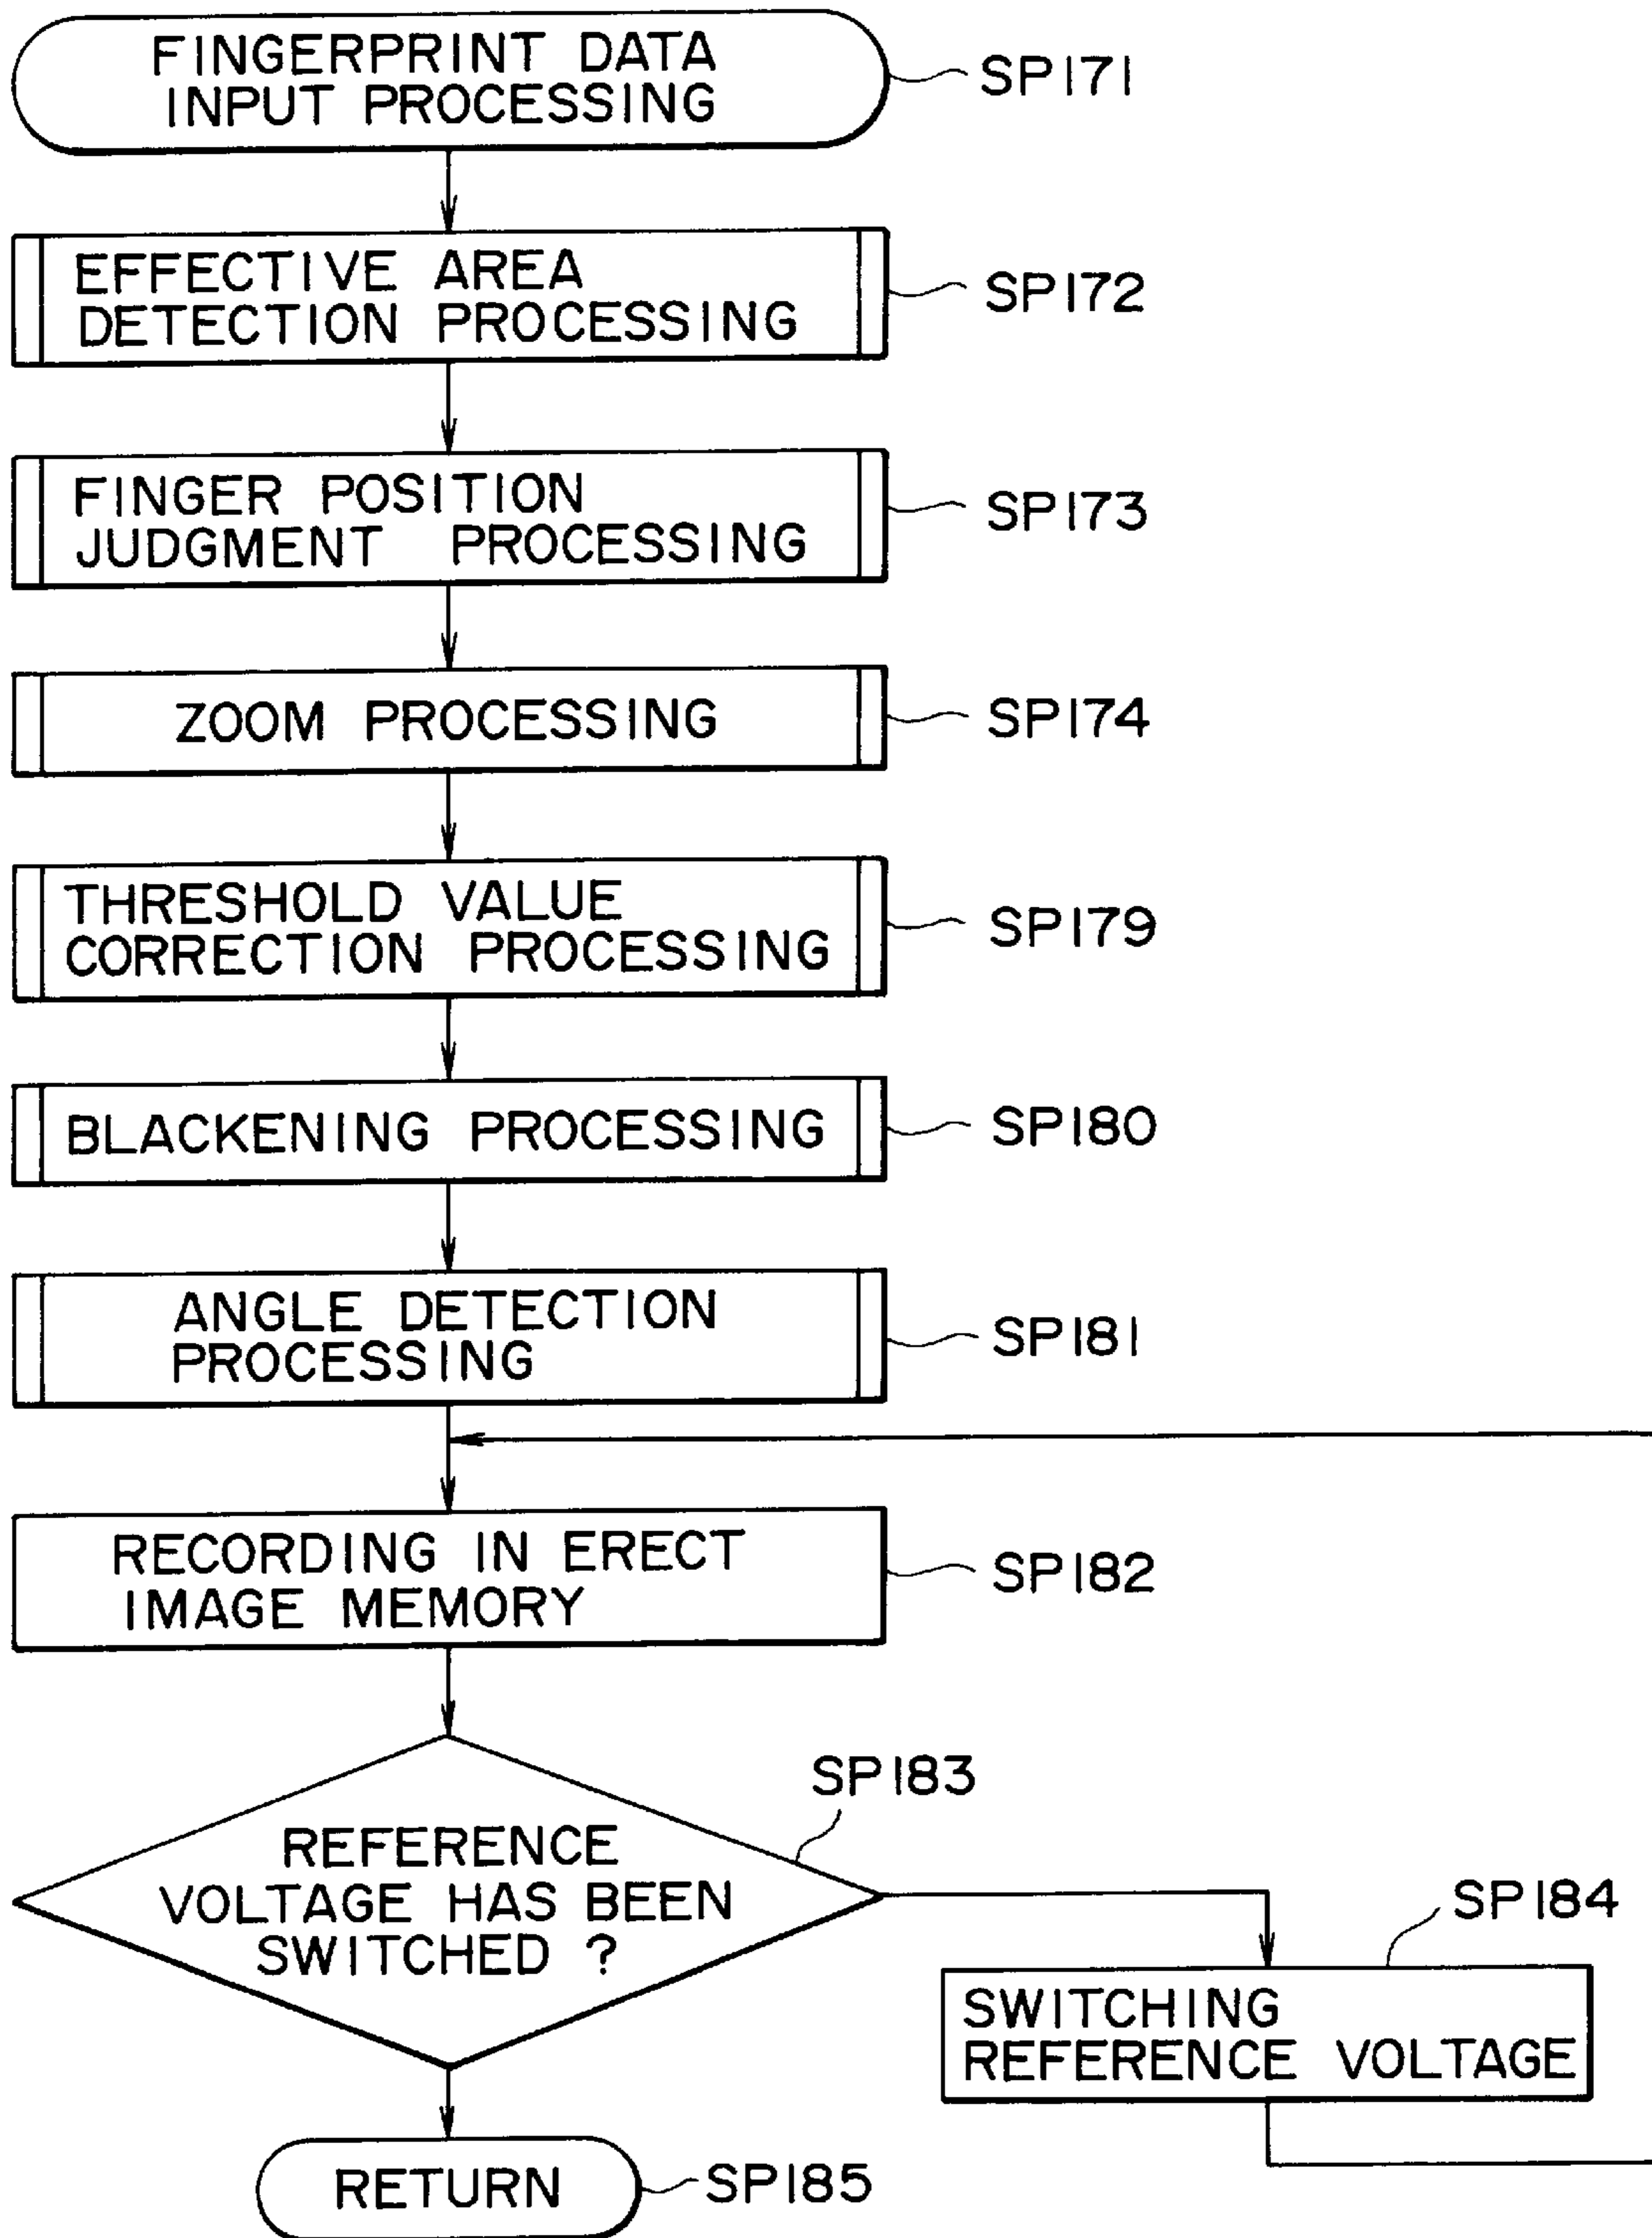 FINGERPRINT DATA
INPUT PROCESSING
SP171
EFFECTIVE AREA
DETECTION PROCESSING
SP172
FINGER POSITION
JUDGMENT PROCESSING
SP173
ZOOM PROCESSING
SP174
THRESHOLD VALUE
CORRECTION PROCESSING
SP179
BLACKENING PROCESSING
SP180
ANGLE DETECTION
PROCESSING
SP181
RECORDING IN ERECT
IMAGE MEMORY
SP182
SP183
REFERENCE
VOLTAGE HAS BEEN
SWITCHED ?
SP184
SWITCHING
REFERENCE VOLTAGE
RETURN
SP185